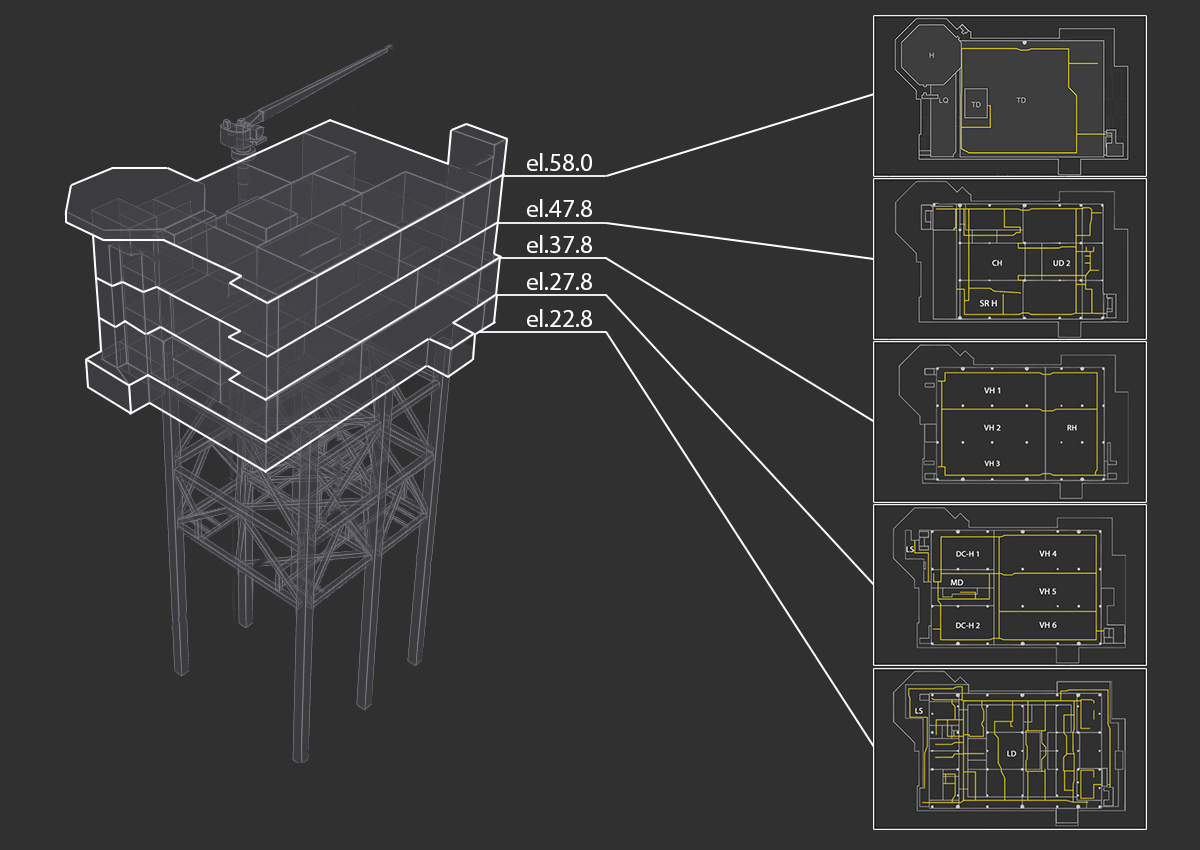 el.58.0
el.47.8
el.37.8
el.27.8
el.22.8
H
LQ
TD
TD
CH
UD 2
SR H
VH 1
VH 2
RH
VH 3
LS
DC-H 1
VH 4
MD
VH 5
DC-H 2
VH 6
LS
LD